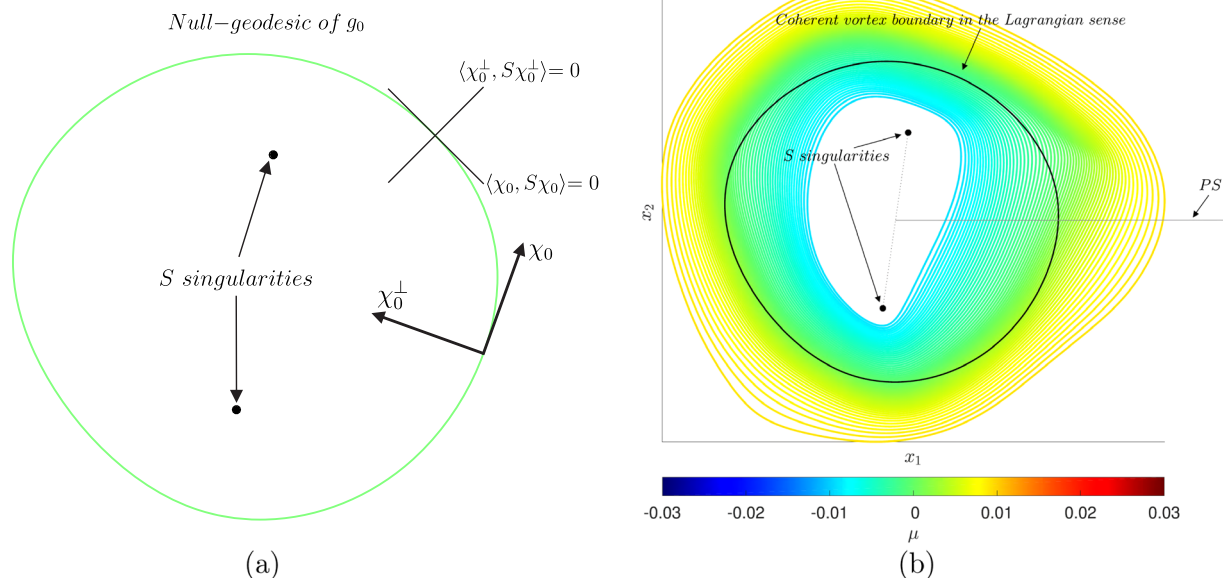 Null−geodesic of g₀
⟨χ₀^⊥, Sχ₀^⊥⟩= 0
⟨χ₀, Sχ₀⟩= 0
χ₀
S singularities
χ₀^⊥
(a)
Coherent vortex boundary in the Lagrangian sense
S singularities
PS
x₂
x₁
-0.03 -0.02 -0.01 0 0.01 0.02 0.03
μ
(b)